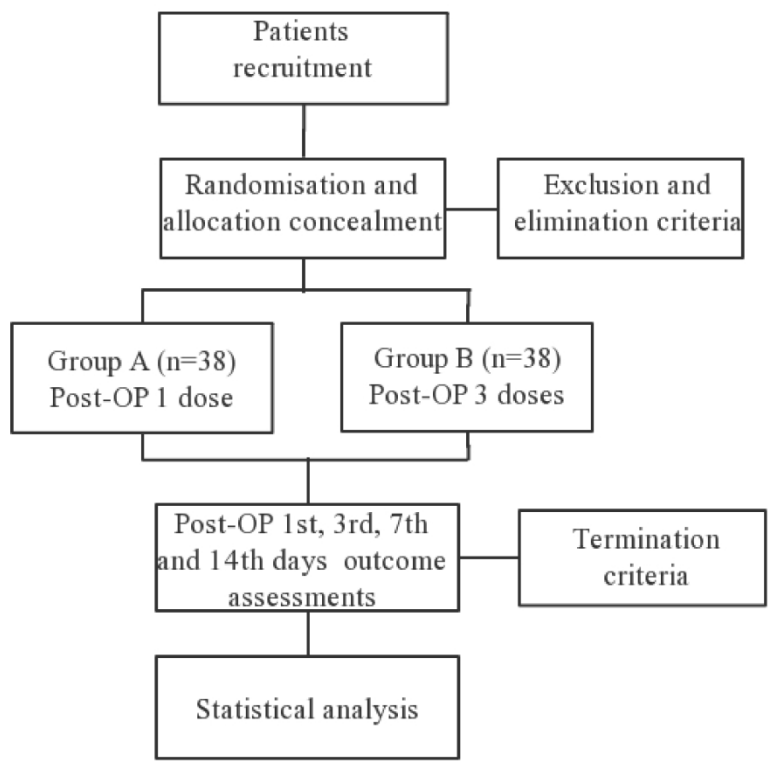 Patients
recruitment
Randomisation and
allocation concealment
Exclusion and
elimination criteria
Group A (n=38)
Post-OP 1 dose
Group B (n=38)
Post-OP 3 doses
Post-OP 1st, 3rd, 7th
and 14th days outcome
assessments
Termination
criteria
Statistical analysis